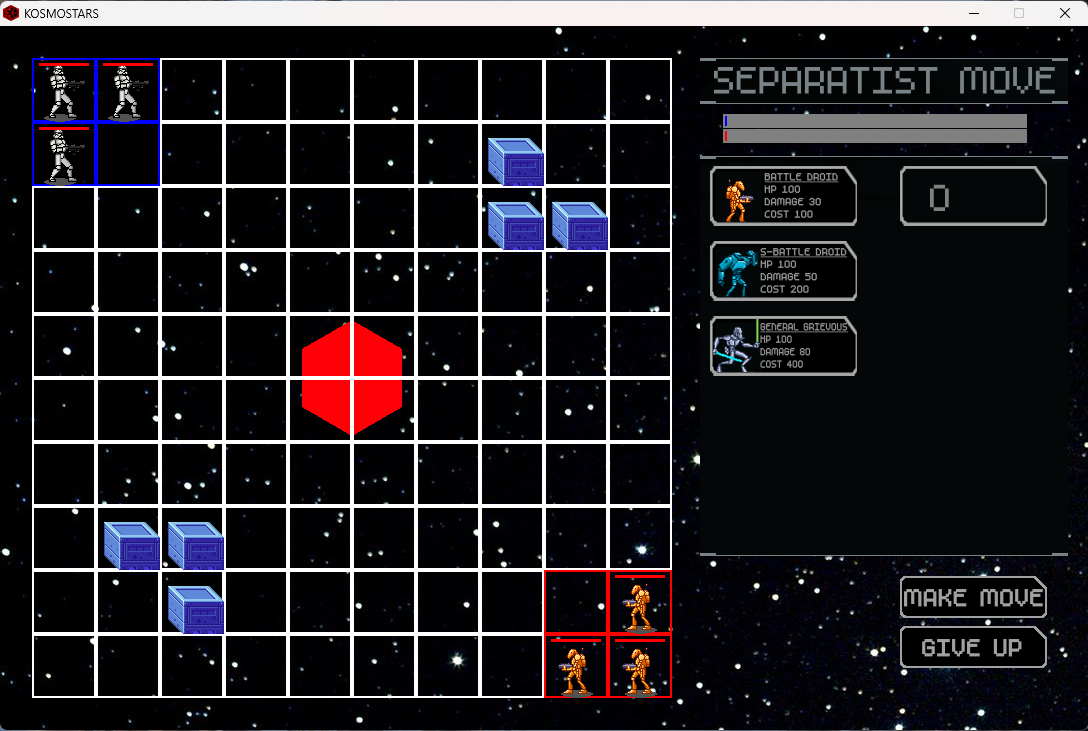 KOSMOSTARS
SEPARATIST MOVE
BATTLE DROID
HP 100
DAMAGE 30
COST 100
0
S-BATTLE DROID
HP 100
DAMAGE 50
COST 200
GENERAL GRIEVOUS
HP 100
DAMAGE 80
COST 400
MAKE MOVE
GIVE UP